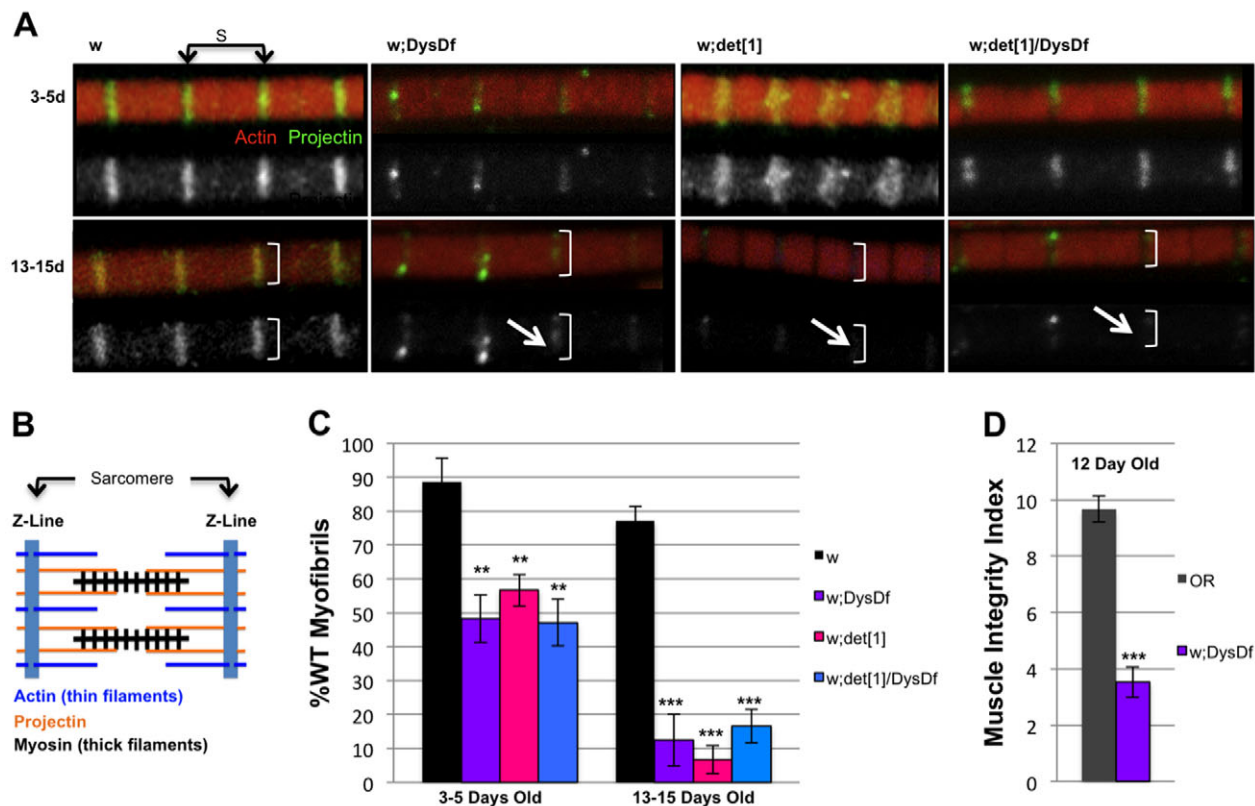 A
w
S
w;DysDf
w;det[1]
w;det[1]/DysDf
3-5d
Actin Projectin
13-15d
B
Sarcomere
Z-Line Z-Line
Actin (thin filaments)
Projectin
Myosin (thick filaments)
C
%WT Myofibrils
100
90
80
70
60
50
40
30
20
10
0
** ** **
*** *** ***
3-5 Days Old 13-15 Days Old
w
w;DysDf
w;det[1]
w;det[1]/DysDf
D
Muscle Integrity Index
12
10
8
6
4
2
0
12 Day Old
***
OR
w;DysDf